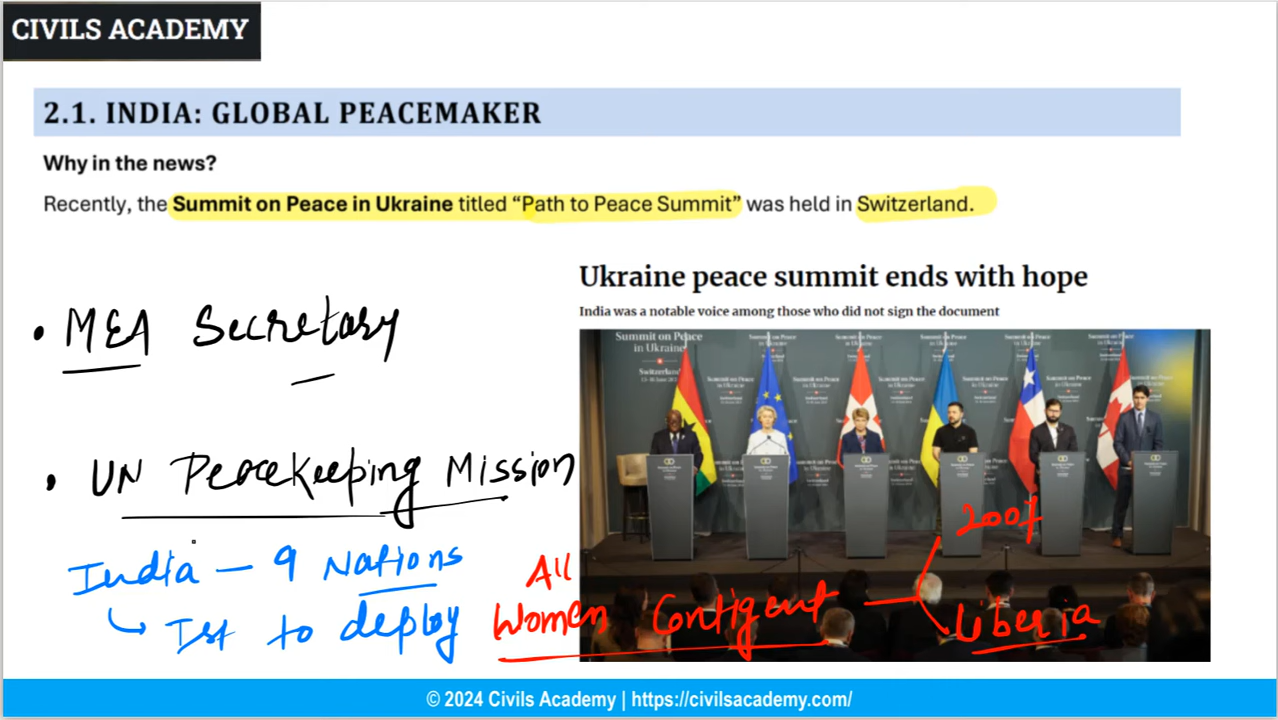 CIVILS ACADEMY
2.1. INDIA: GLOBAL PEACEMAKER
Why in the news?
Recently, the Summit on Peace in Ukraine titled “Path to Peace Summit” was held in Switzerland.
Ukraine peace summit ends with hope
India was a notable voice among those who did not sign the document
Summit on Peace
in Ukraine
Switzerland
• MEA Secretary
• UN Peacekeeping Mission
India – 9 Nations
↳ Ist to deploy All Women Contigent – 2007
Liberia
© 2024 Civils Academy | https://civilsacademy.com/